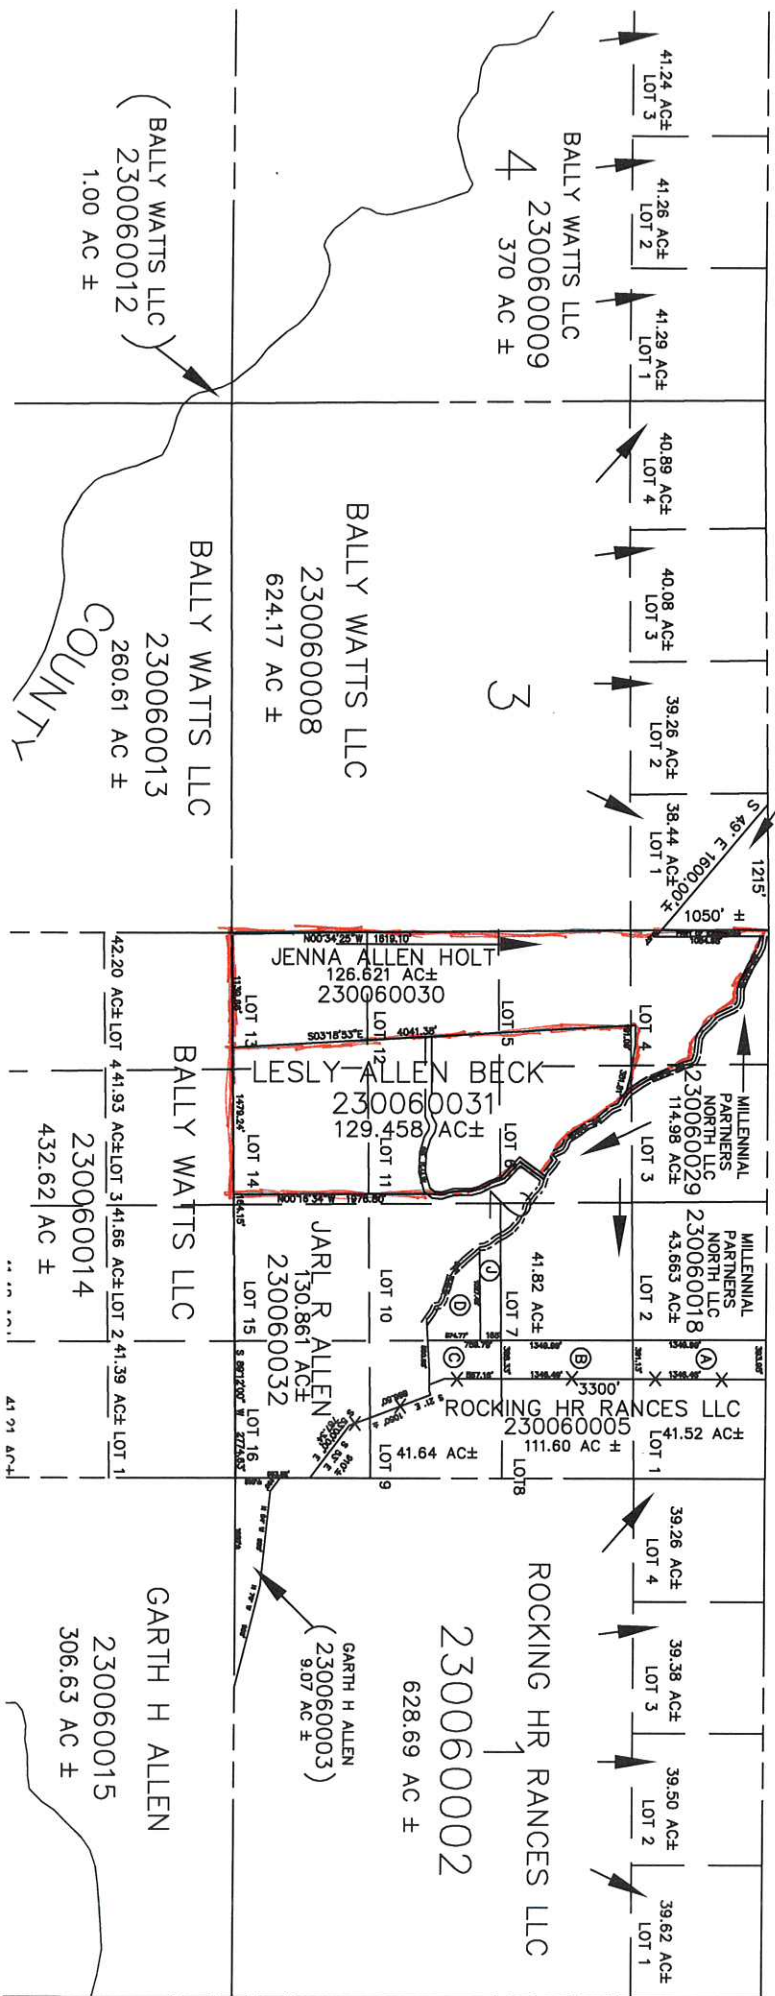 41.24 AC±
LOT 3
41.26 AC±
LOT 2
41.29 AC±
LOT 1
40.89 AC±
LOT 4
40.08 AC±
LOT 3
39.26 AC±
LOT 2
38.44 AC±
LOT 1
S 49° E 1600.00' ±
1215'
1050' ±
BALLY WATTS LLC
4
230060009
370 AC ±
BALLY WATTS LLC
230060012
1.00 AC ±
3
BALLY WATTS LLC
230060008
624.17 AC ±
BALLY WATTS LLC
230060013
260.61 AC ±
COUNTY
N00°34'25"W 1619.10'
JENNA ALLEN HOLT
126.621 AC±
230060030
LOT 13
LOT 12
LOT 5
LOT 4
S03°18'53"E 4041.38'
LESLY ALLEN BECK
230060031
129.458 AC±
1479.24'
LOT 14
LOT 11
LOT 6
LOT 3
N00°16'34"W 1976.80'
164.15'
MILLENNIAL
PARTNERS
NORTH LLC
230060029
114.98 AC±
MILLENNIAL
PARTNERS
NORTH LLC
230060018
43.663 AC±
JARL R ALLEN
130.861 AC±
230060032
LOT 15
LOT 10
LOT 7
41.82 AC±
LOT 2
J
D
C
B
A
3300'
ROCKING HR RANCES LLC
230060005
111.60 AC ±
41.52 AC±
LOT 1
41.64 AC±
LOT 8
LOT 9
LOT 16
S 89°12'00" W 2774.63'
42.20 AC± LOT 4
41.93 AC± LOT 3
41.66 AC± LOT 2
41.39 AC± LOT 1
BALLY WATTS LLC
230060014
432.62 AC ±
39.26 AC±
LOT 4
39.38 AC±
LOT 3
39.50 AC±
LOT 2
39.62 AC±
LOT 1
ROCKING HR RANCES LLC
1
230060002
628.69 AC ±
GARTH H ALLEN
(230060003)
9.07 AC ±
GARTH H ALLEN
230060015
306.63 AC ±